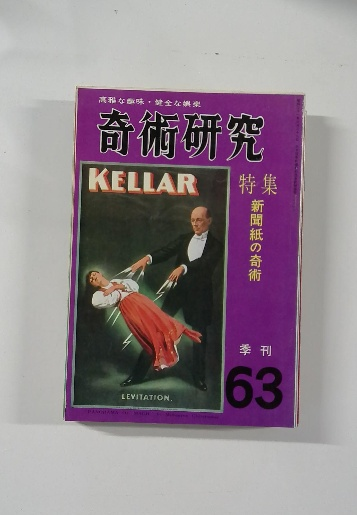 高雅な趣味・健全な娯楽
奇術研究
KELLAR
特集
新聞紙の奇術
LEVITATION.
季刊
63